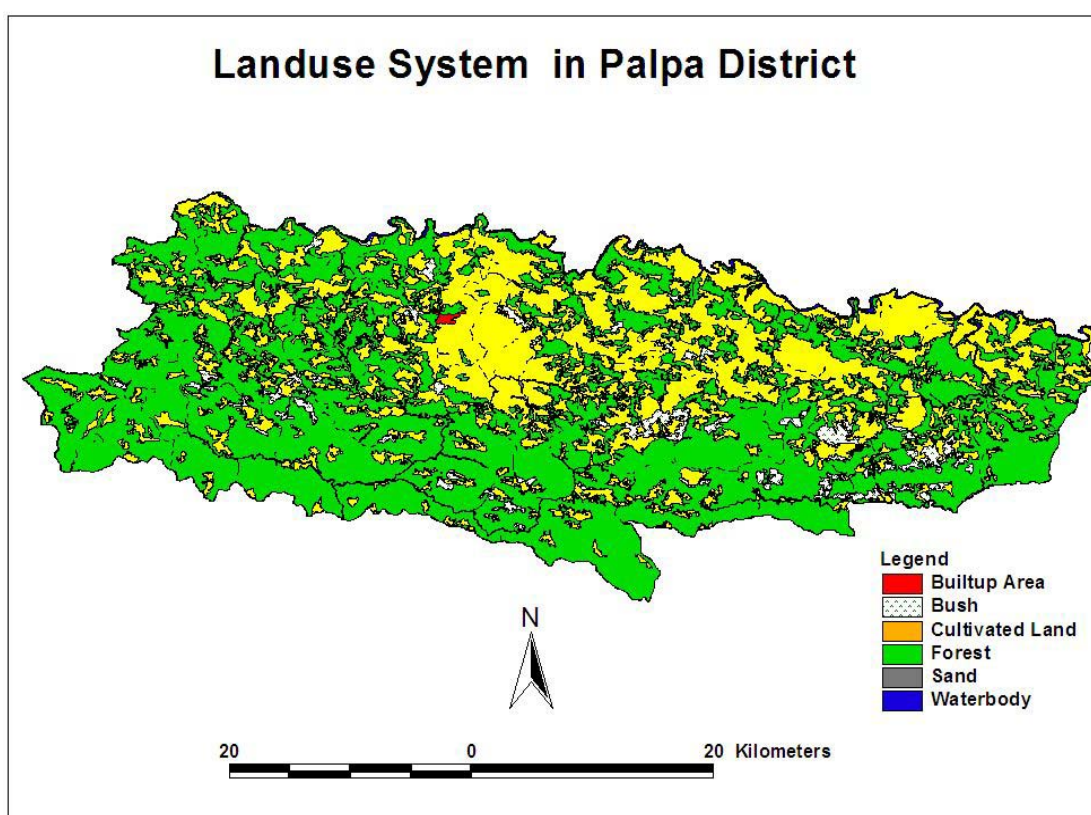 Landuse System in Palpa District
Legend
Builtup Area
Bush
Cultivated Land
Forest
Sand
Waterbody
N
20 0 20 Kilometers